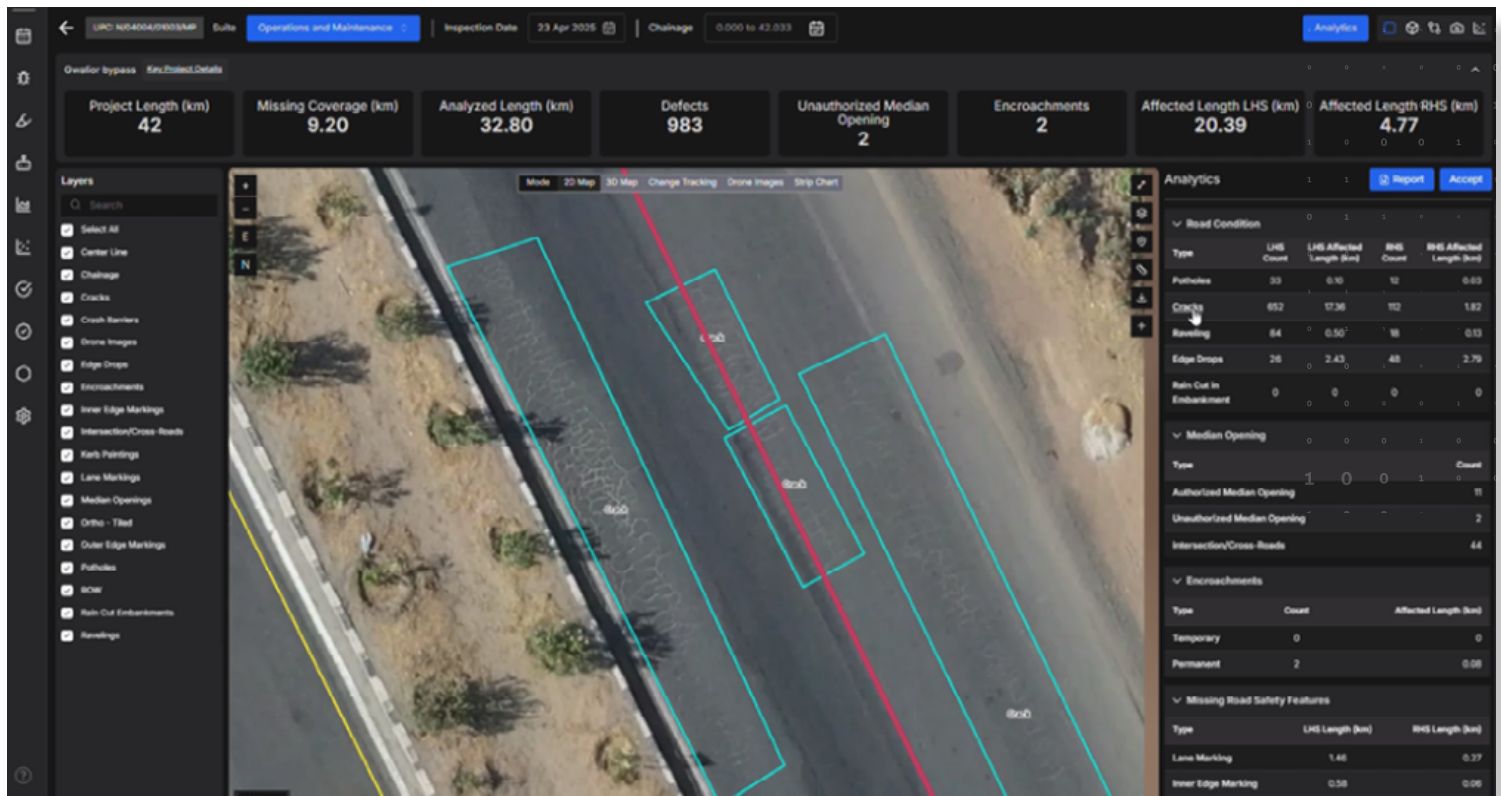 UPC: N/04004/01003/MP Suite Operations and Maintenance Inspection Date 23 Apr 2025 Chainage 0.000 to 42.033 Analytics
Gwalior bypass Key Project Details
Project Length (km)
42
Missing Coverage (km)
9.20
Analyzed Length (km)
32.80
Defects
983
Unauthorized Median
Opening
2
Encroachments
2
Affected Length LHS (km)
20.39
Affected Length RHS (km)
4.77
Layers
Search
Select All
Center Line
Chainage
Cracks
Crash Barriers
Drone Images
Edge Drops
Encroachments
Inner Edge Markings
Intersection/Cross-Roads
Kerb Paintings
Lane Markings
Median Openings
Ortho - Tiled
Outer Edge Markings
Potholes
ROW
Rain Cut Embankments
Ravelings
E
N
Mode 2D Map 3D Map Change Tracking Drone Images Strip Chart
Crack
Crack
Crack
Crack
Analytics Report Accept
Road Condition
Type LHS Count LHS Affected Length (km) RHS Count RHS Affected Length (km)
Potholes 33 0.10 12 0.03
Cracks 652 17.36 112 1.82
Raveling 84 0.50 18 0.13
Edge Drops 26 2.43 48 2.79
Rain Cut in Embankment 0 0 0 0
Median Opening
Type Count
Authorized Median Opening 11
Unauthorized Median Opening 2
Intersection/Cross-Roads 44
Encroachments
Type Count Affected Length (km)
Temporary 0 0
Permanent 2 0.08
Missing Road Safety Features
Type LHS Length (km) RHS Length (km)
Lane Marking 1.46 0.37
Inner Edge Marking 0.58 0.06